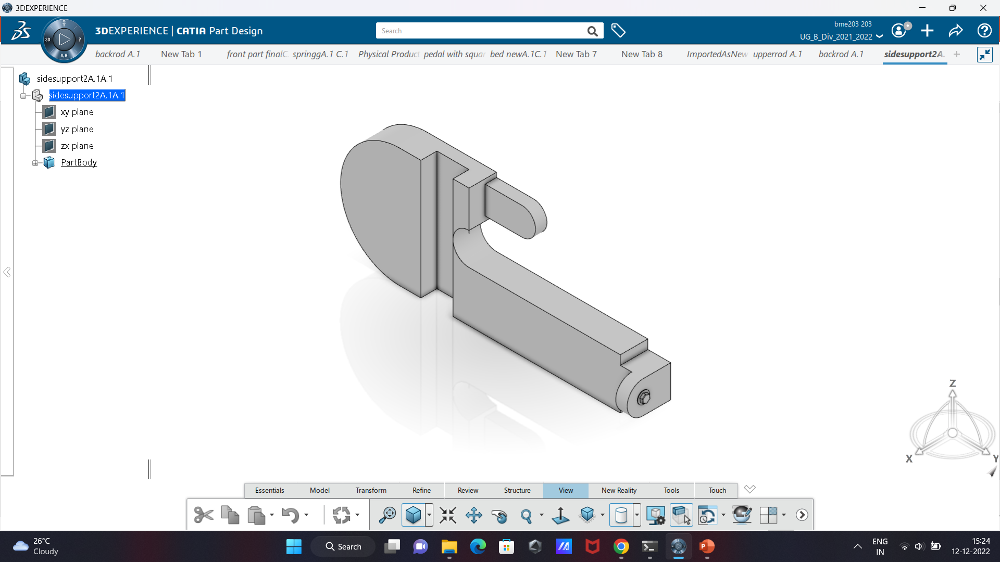 3DEXPERIENCE
3DEXPERIENCE | CATIA Part Design
Search
bme203 203
UG_B_Div_2021_2022
3D
V.R
backrod A.1
New Tab 1
front part finalC
springgA.1 C.1
Physical Produc
pedal with squar
bed newA.1C.1
New Tab 7
New Tab 8
ImportedAsNew
upperrod A.1
backrod A.1
sidesupport2A.
sidesupport2A.1A.1
sidesupport2A.1A.1
xy plane
yz plane
zx plane
PartBody
Z
X
Y
Essentials
Model
Transform
Refine
Review
Structure
View
New Reality
Tools
Touch
26°C
Cloudy
Search
ENG
IN
15:24
12-12-2022